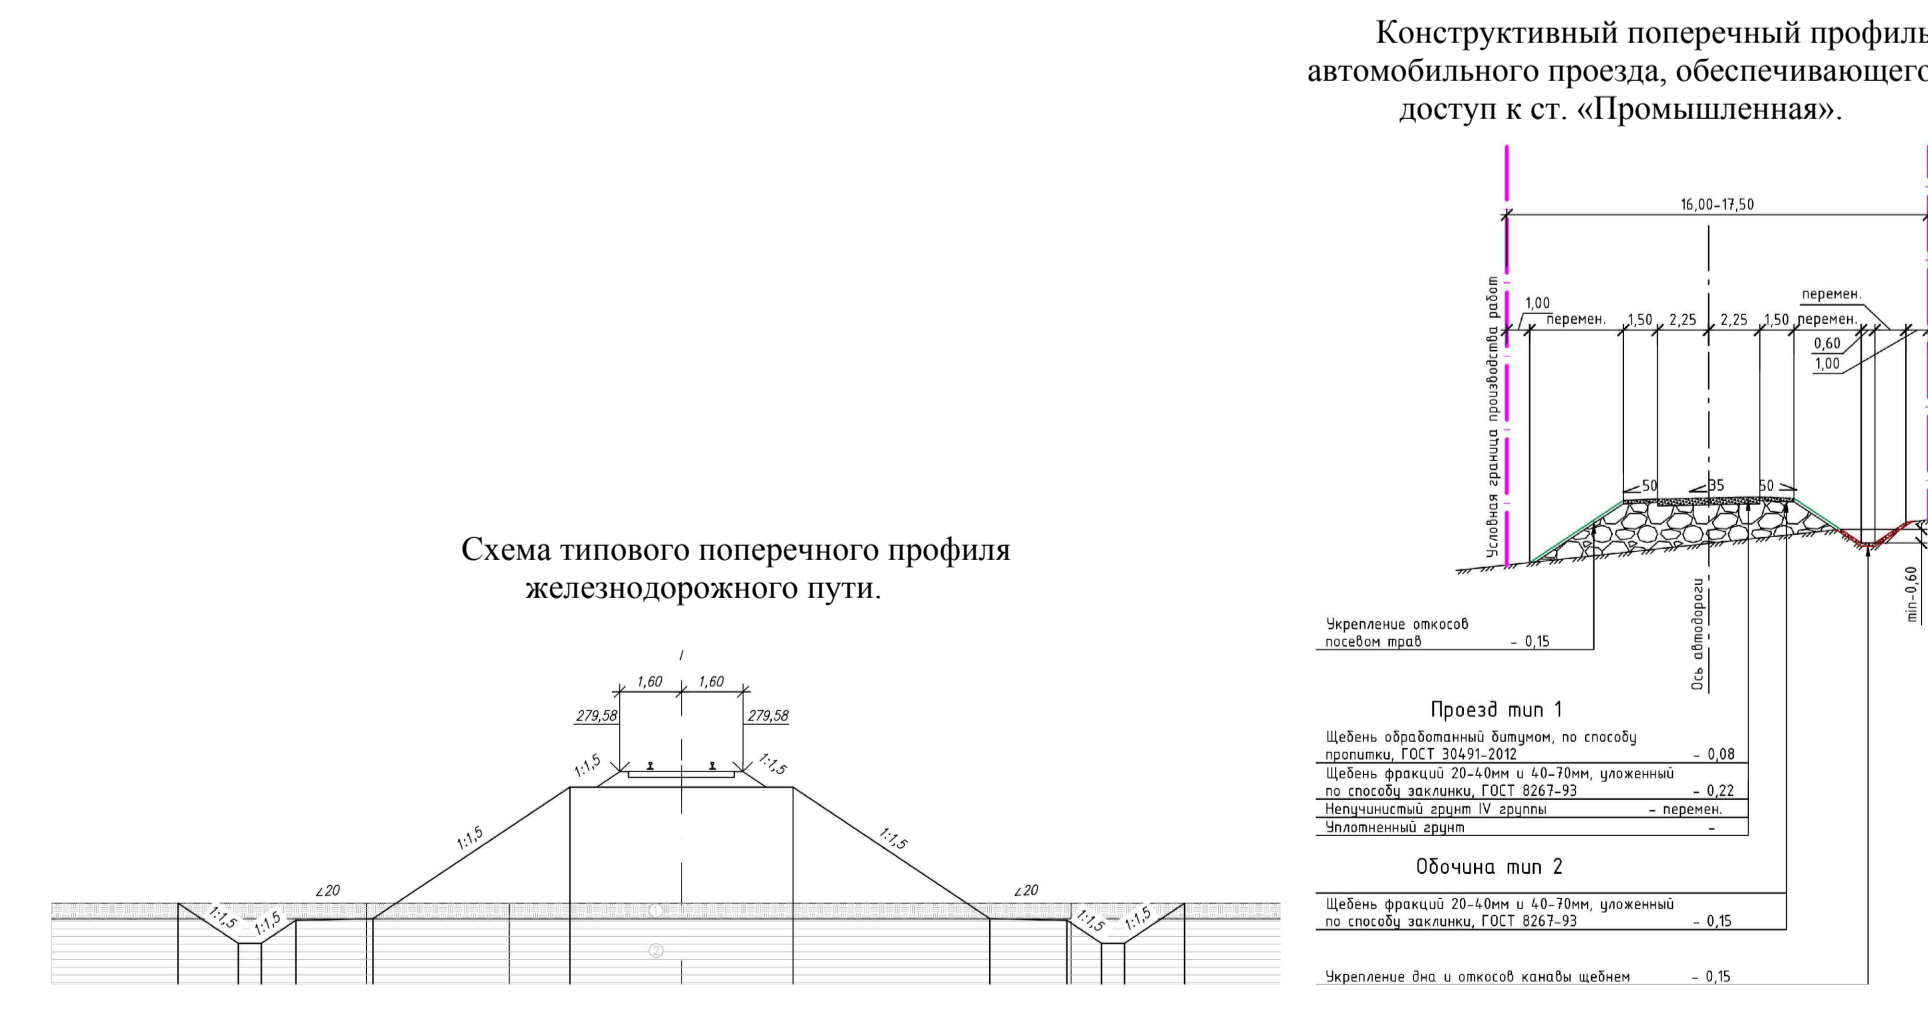 Конструктивный поперечный профиль
автомобильного проезда, обеспечивающего
доступ к ст. «Промышленная».
16,00-17,50
Условная граница производства работ
1,00
перемен.
1,50
2,25
2,25
1,50
перемен.
перемен.
0,60
1,00
50
35
50
min-0,60
Ось автодороги
Укрепление откосов
посевом трав - 0,15
Проезд тип 1
Щебень обработанный битумом, по способу
пропитки, ГОСТ 30491-2012 - 0,08
Щебень фракций 20-40мм и 40-70мм, уложенный
по способу заклинки, ГОСТ 8267-93 - 0,22
Непучинистый грунт IV группы - перемен.
Уплотненный грунт -
Обочина тип 2
Щебень фракций 20-40мм и 40-70мм, уложенный
по способу заклинки, ГОСТ 8267-93 - 0,15
Укрепление дна и откосов канавы щебнем - 0,15
Схема типового поперечного профиля
железнодорожного пути.
1,60
1,60
279,58
279,58
1:1,5
1:1,5
1:1,5
1:1,5
∠20
∠20
1:1,5
1:1,5
1:1,5
1:1,5
1
2